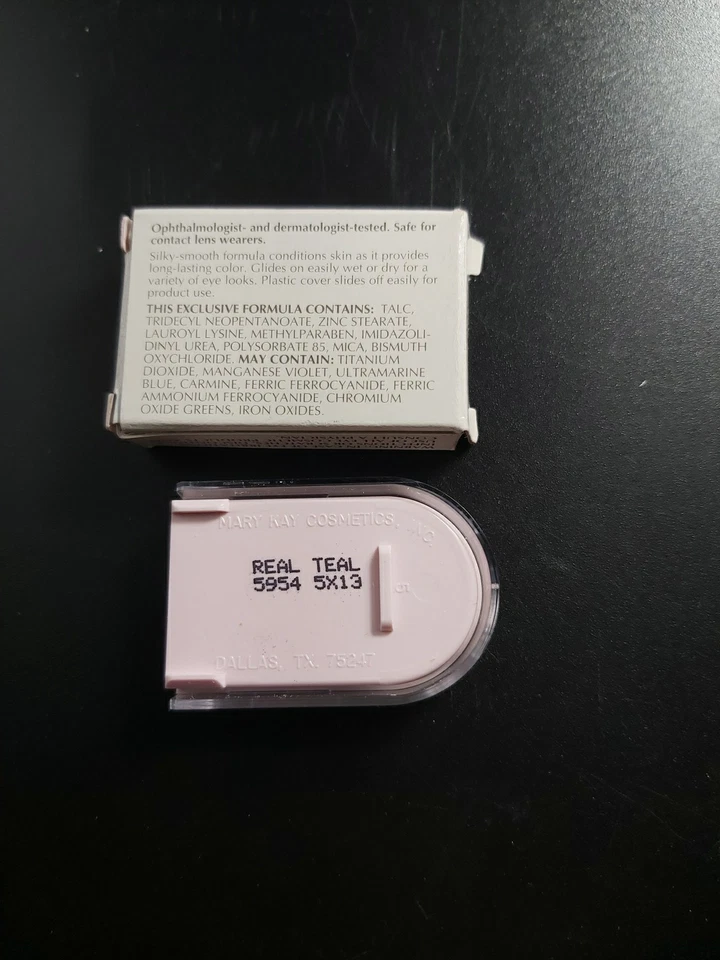 Ophthalmologist- and dermatologist-tested. Safe for
contact lens wearers.
Silky-smooth formula conditions skin as it provides
long-lasting color. Glides on easily wet or dry for a
variety of eye looks. Plastic cover slides off easily for
product use.
THIS EXCLUSIVE FORMULA CONTAINS: TALC,
TRIDECYL NEOPENTANOATE, ZINC STEARATE,
LAUROYL LYSINE, METHYLPARABEN, IMIDAZOLI-
DINYL UREA, POLYSORBATE 85, MICA, BISMUTH
OXYCHLORIDE. MAY CONTAIN: TITANIUM
DIOXIDE, MANGANESE VIOLET, ULTRAMARINE
BLUE, CARMINE, FERRIC FERROCYANIDE, FERRIC
AMMONIUM FERROCYANIDE, CHROMIUM
OXIDE GREENS, IRON OXIDES.
MARY KAY COSMETICS, INC.
REAL TEAL
5954 5X13
5
DALLAS, TX. 75247